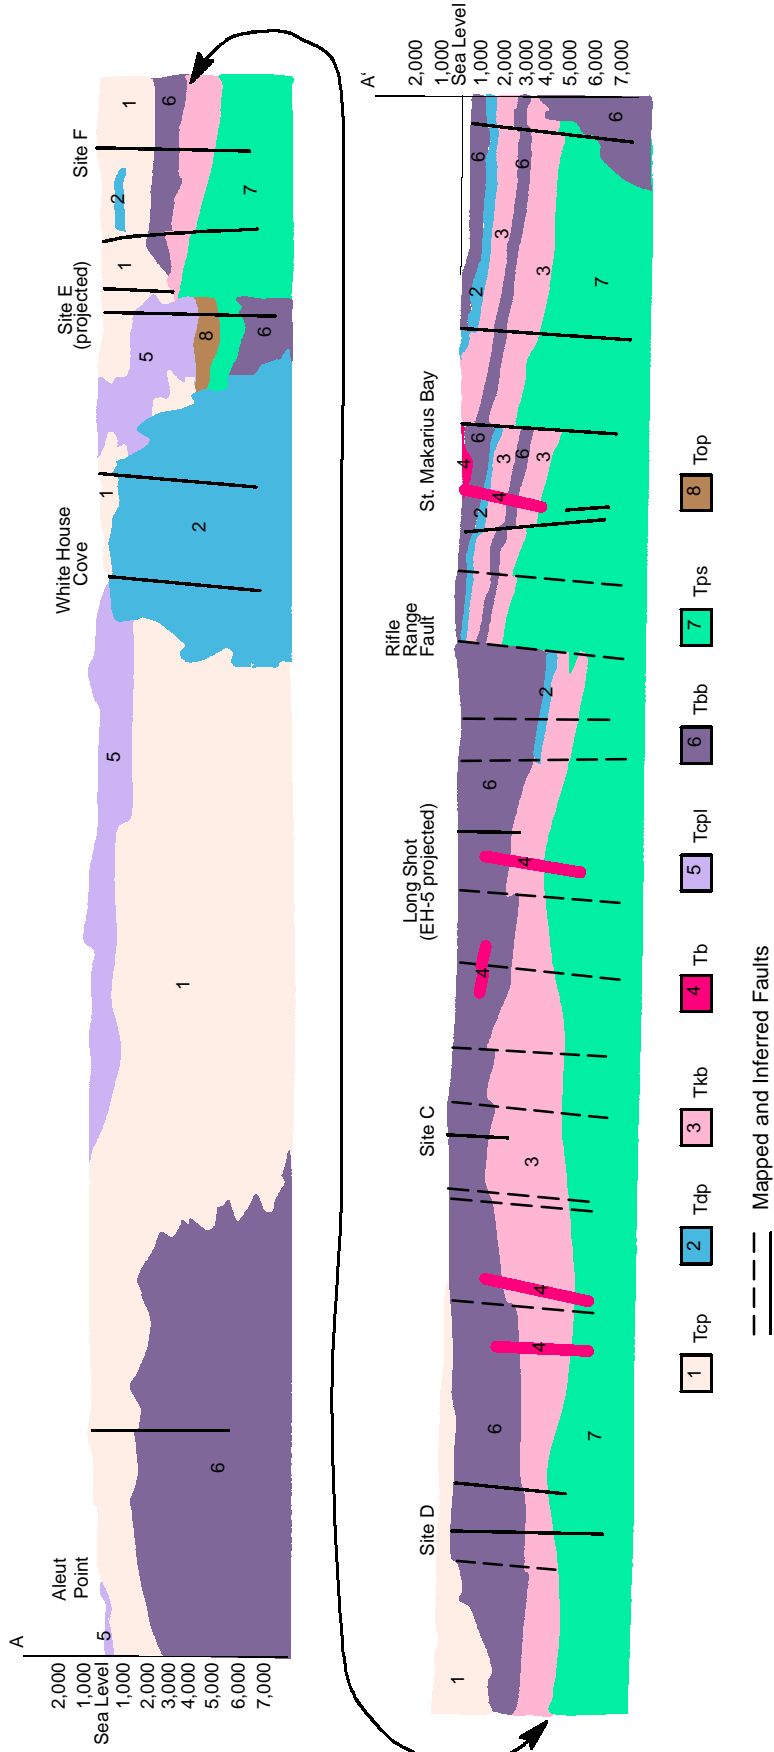 A
Aleut
Point
White House
Cove
Site E
(projected)
Site F
2,000
1,000
Sea Level
1,000
2,000
3,000
4,000
5,000
6,000
7,000
5
6
1
5
1
2
5
8
6
1
2
7
1
6
Site D
Site C
Long Shot
(EH-5 projected)
Rifle
Range
Fault
St. Makarius Bay
A'
2,000
1,000
Sea Level
1,000
2,000
3,000
4,000
5,000
6,000
7,000
1
6
7
4
4
3
4
4
6
2
2
4
4
6
3
6
3
2
3
3
7
6
6
6
1 Tcp
2 Tdp
3 Tkb
4 Tb
5 Tcpl
6 Tbb
7 Tps
8 Top
Mapped and Inferred Faults